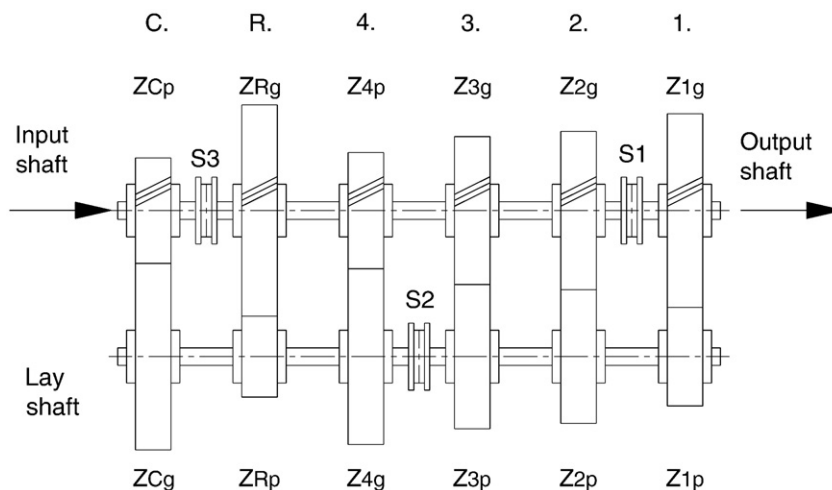 C. R. 4. 3. 2. 1.
ZCp ZRg Z4p Z3g Z2g Z1g
Input
shaft
S3
S1
Output
shaft
S2
Lay
shaft
ZCg ZRp Z4g Z3p Z2p Z1p